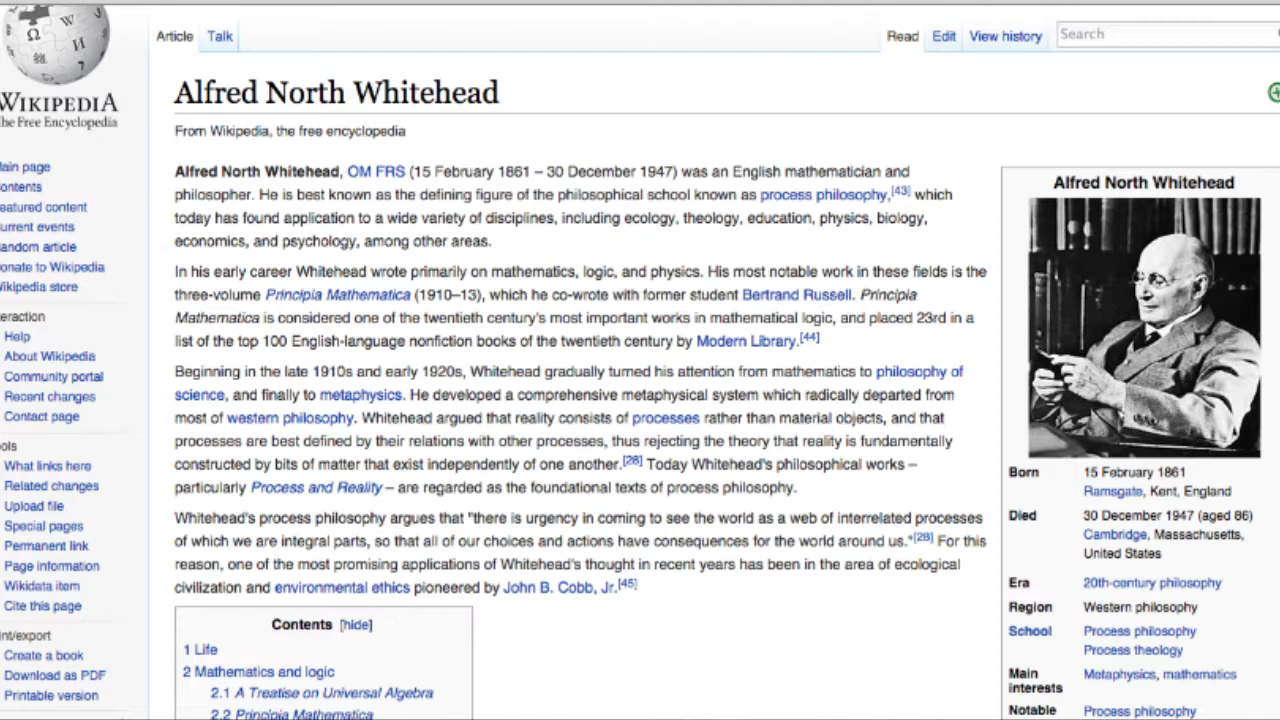 WIKIPEDIA
The Free Encyclopedia
Article Talk
Read Edit View history
Search
Alfred North Whitehead
From Wikipedia, the free encyclopedia
ain page
ontents
eatured content
urrent events
andom article
onate to Wikipedia
ikipedia store
teraction
Help
About Wikipedia
Community portal
Recent changes
Contact page
ols
What links here
Related changes
Upload file
Special pages
Permanent link
Page information
Wikidata item
Cite this page
int/export
Create a book
Download as PDF
Printable version
Alfred North Whitehead, OM FRS (15 February 1861 – 30 December 1947) was an English mathematician and
philosopher. He is best known as the defining figure of the philosophical school known as process philosophy,[43] which
today has found application to a wide variety of disciplines, including ecology, theology, education, physics, biology,
economics, and psychology, among other areas.
In his early career Whitehead wrote primarily on mathematics, logic, and physics. His most notable work in these fields is the
three-volume Principia Mathematica (1910–13), which he co-wrote with former student Bertrand Russell. Principia
Mathematica is considered one of the twentieth century's most important works in mathematical logic, and placed 23rd in a
list of the top 100 English-language nonfiction books of the twentieth century by Modern Library.[44]
Beginning in the late 1910s and early 1920s, Whitehead gradually turned his attention from mathematics to philosophy of
science, and finally to metaphysics. He developed a comprehensive metaphysical system which radically departed from
most of western philosophy. Whitehead argued that reality consists of processes rather than material objects, and that
processes are best defined by their relations with other processes, thus rejecting the theory that reality is fundamentally
constructed by bits of matter that exist independently of one another.[28] Today Whitehead's philosophical works –
particularly Process and Reality – are regarded as the foundational texts of process philosophy.
Whitehead's process philosophy argues that "there is urgency in coming to see the world as a web of interrelated processes
of which we are integral parts, so that all of our choices and actions have consequences for the world around us."[28] For this
reason, one of the most promising applications of Whitehead's thought in recent years has been in the area of ecological
civilization and environmental ethics pioneered by John B. Cobb, Jr.[45]
Contents [hide]
1 Life
2 Mathematics and logic
2.1 A Treatise on Universal Algebra
2.2 Principia Mathematica
Alfred North Whitehead
Born 15 February 1861
Ramsgate, Kent, England
Died 30 December 1947 (aged 86)
Cambridge, Massachusetts,
United States
Era 20th-century philosophy
Region Western philosophy
School Process philosophy
Process theology
Main Metaphysics, mathematics
interests
Notable Process philosophy